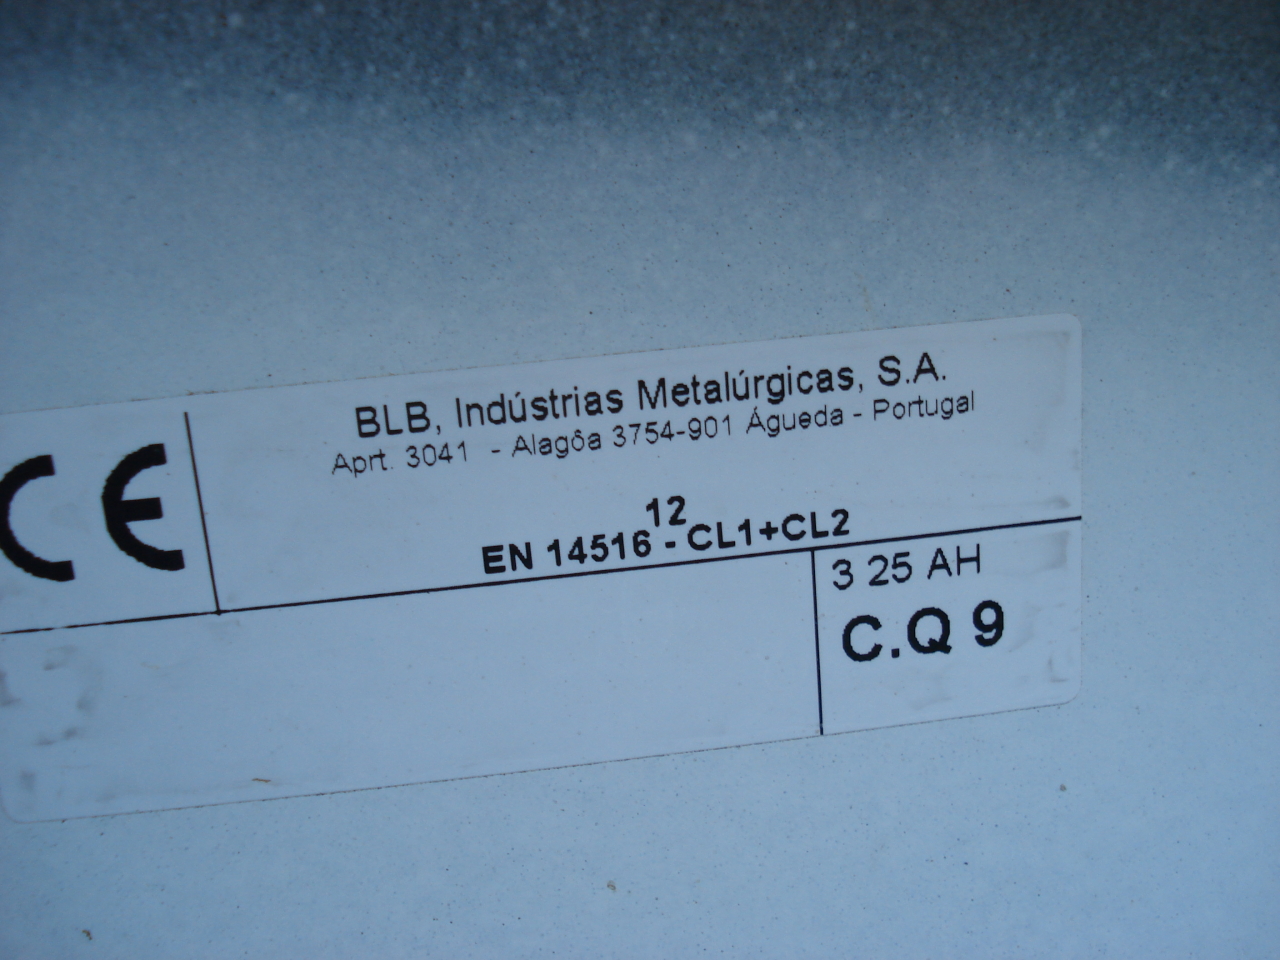 CE
BLB, Indústrias Metalúrgicas, S.A.
Aprt. 3041 - Alagôa 3754-901 Águeda - Portugal
12
EN 14516 - CL1+CL2
3 25 AH
C.Q 9